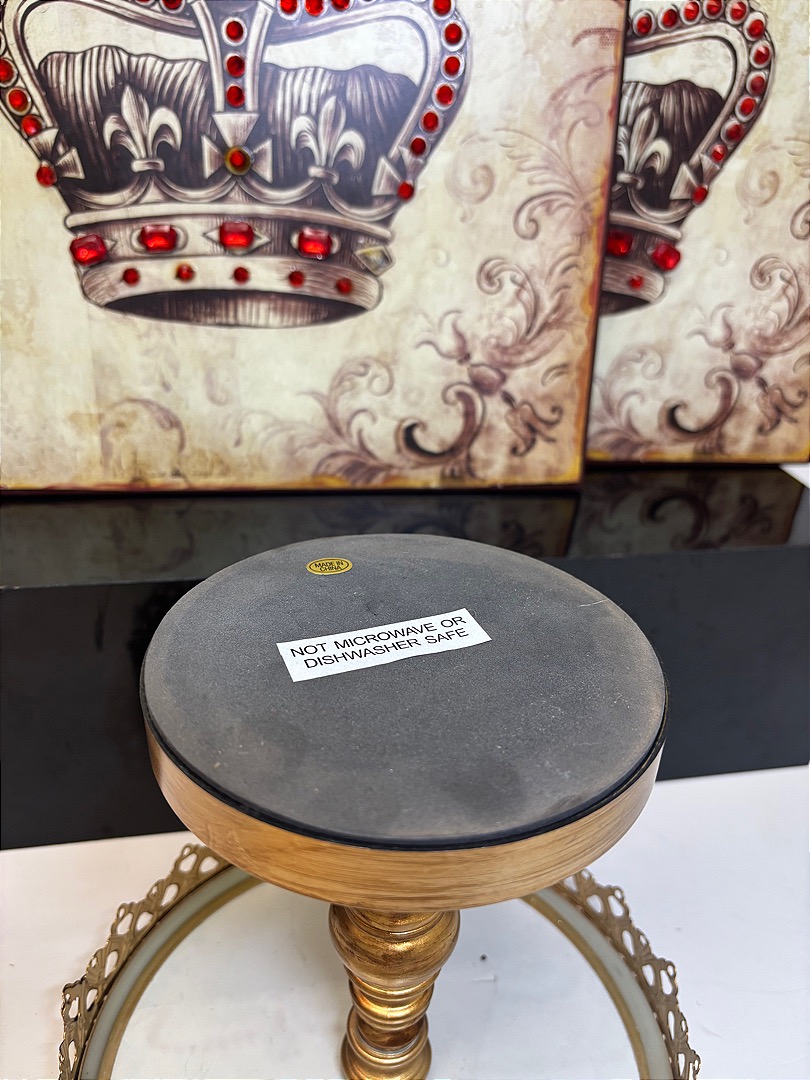 MADE IN
CHINA
NOT MICROWAVE OR
DISHWASHER SAFE